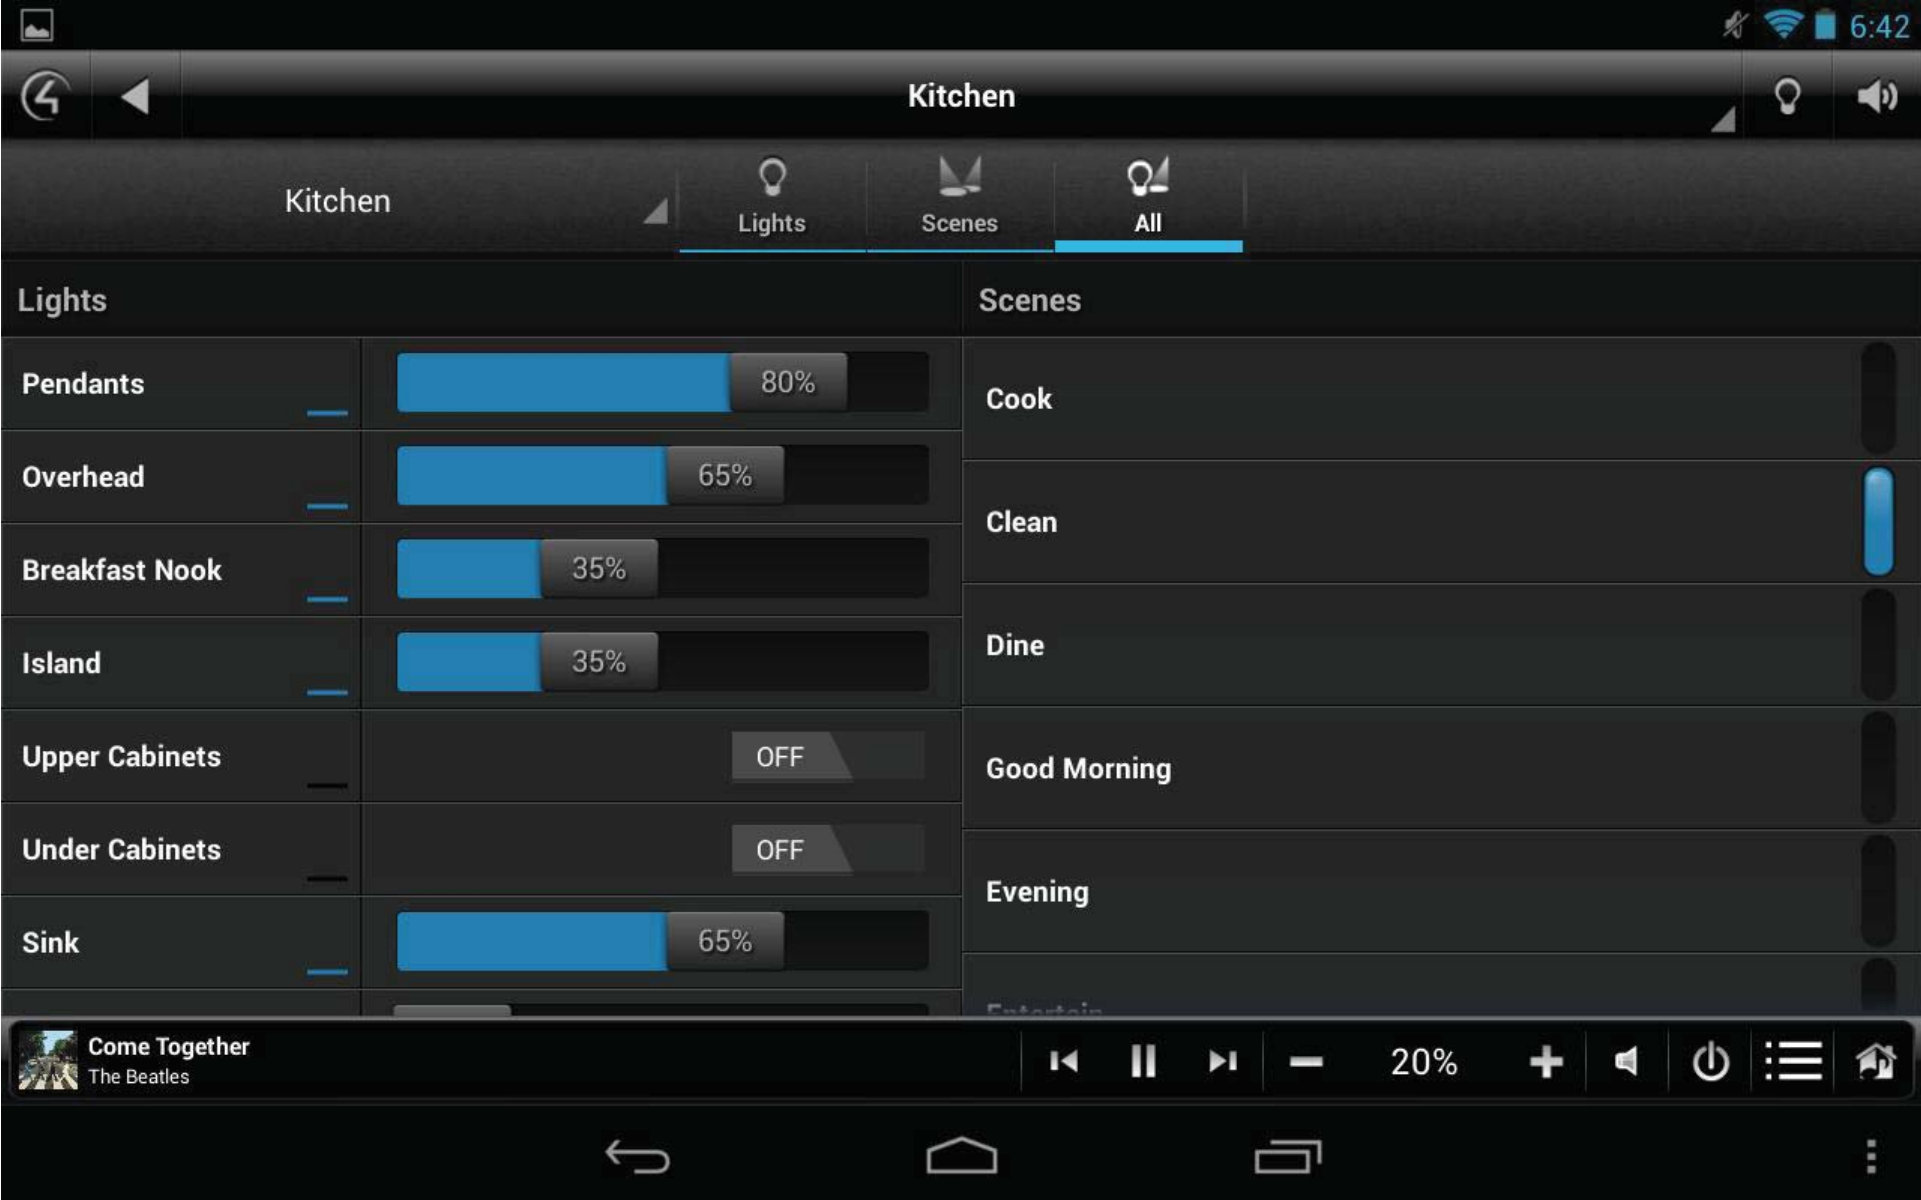 6:42
Kitchen
Kitchen
Lights
Scenes
All
Lights
Scenes
Pendants
80%
Overhead
65%
Breakfast Nook
35%
Island
35%
Upper Cabinets
OFF
Under Cabinets
OFF
Sink
65%
Cook
Clean
Dine
Good Morning
Evening
Entertain
Come Together
The Beatles
20%